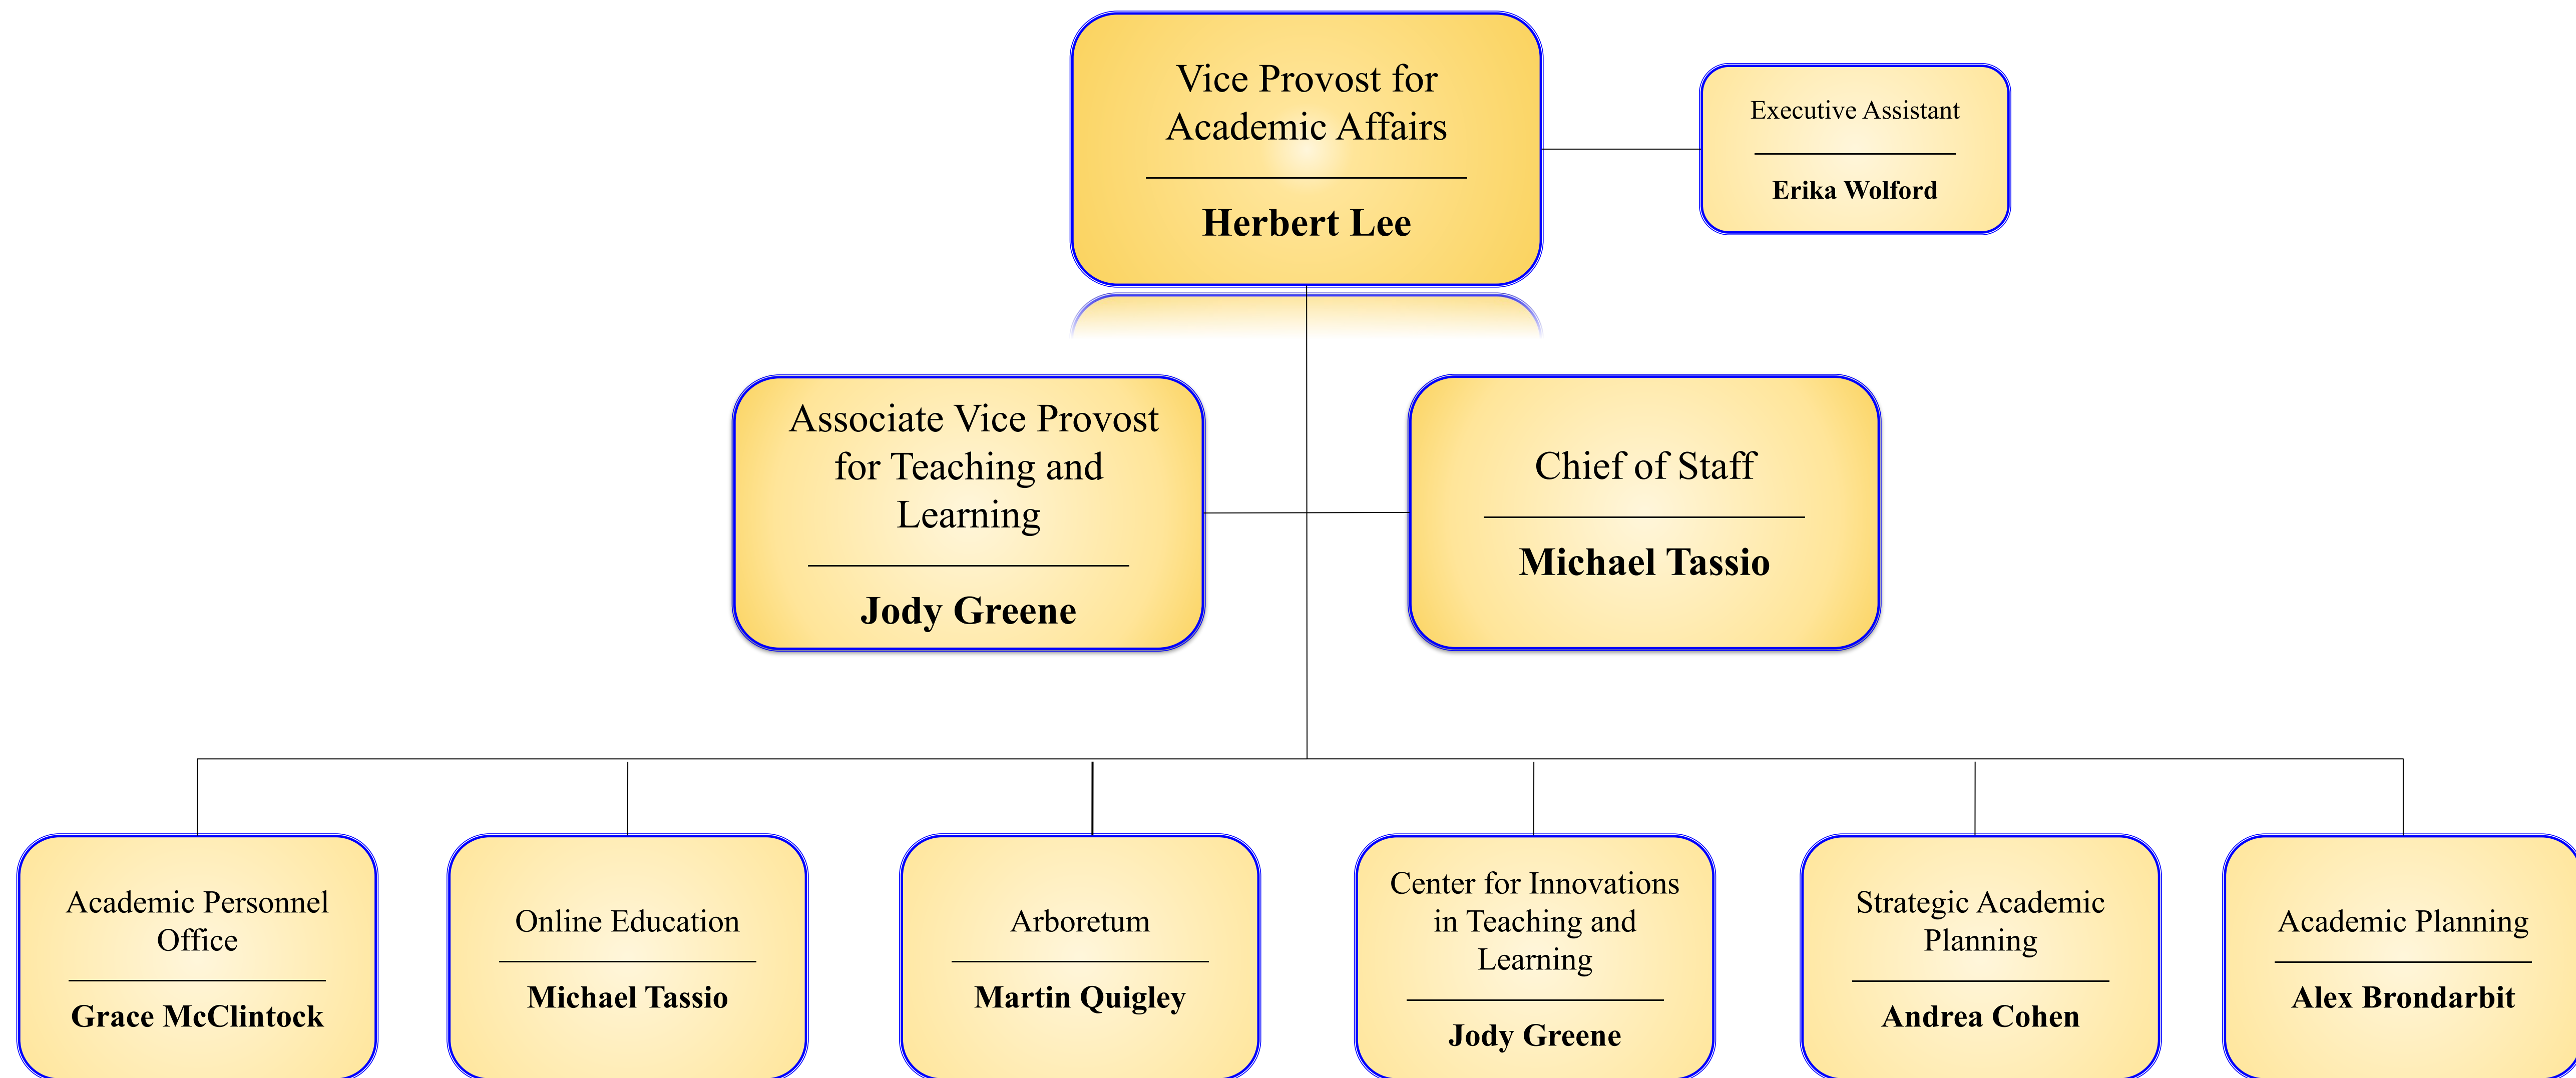 Vice Provost for
Academic Affairs
Herbert Lee
Executive Assistant
Erika Wolford
Associate Vice Provost
for Teaching and
Learning
Jody Greene
Chief of Staff
Michael Tassio
Academic Personnel
Office
Grace McClintock
Online Education
Michael Tassio
Arboretum
Martin Quigley
Center for Innovations
in Teaching and
Learning
Jody Greene
Strategic Academic
Planning
Andrea Cohen
Academic Planning
Alex Brondarbit